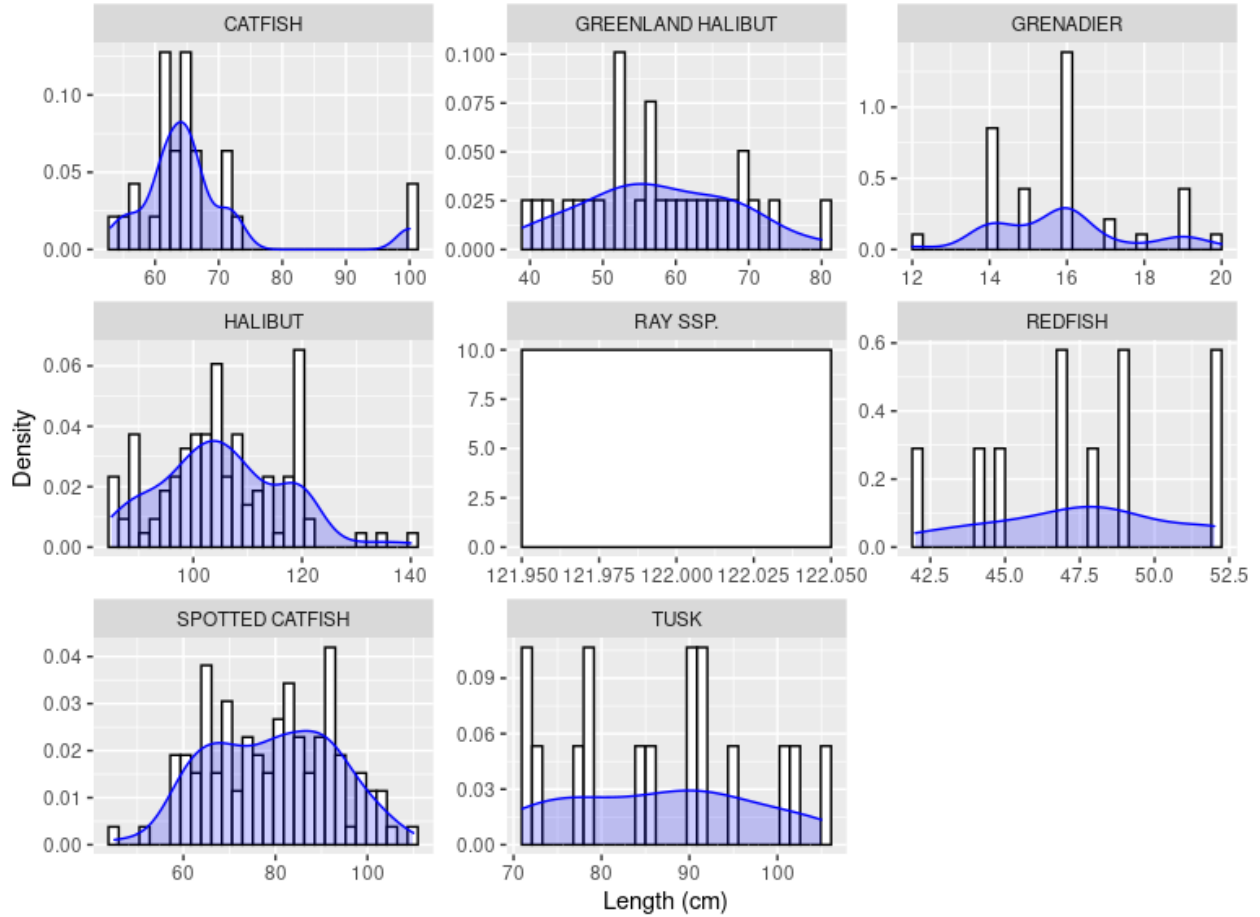 CATFISH
GREENLAND HALIBUT
GRENADIER
0.10
0.05
0.00
60 70 80 90 100
0.100
0.075
0.050
0.025
0.000
40 50 60 70 80
1.0
0.5
0.0
12 14 16 18 20
HALIBUT
RAY SSP.
REDFISH
Density
0.06
0.04
0.02
0.00
100 120 140
10.0
7.5
5.0
2.5
0.0
121.950 121.975 122.000 122.025 122.050
0.6
0.4
0.2
0.0
42.5 45.0 47.5 50.0 52.5
SPOTTED CATFISH
TUSK
0.04
0.03
0.02
0.01
0.00
60 80 100
0.09
0.06
0.03
0.00
70 80 90 100
Length (cm)